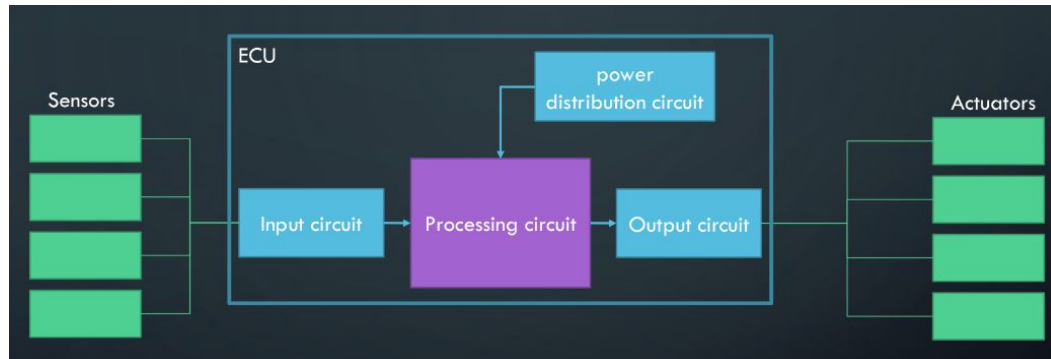 ECU
power
distribution circuit
Sensors
Actuators
Input circuit
Processing circuit
Output circuit